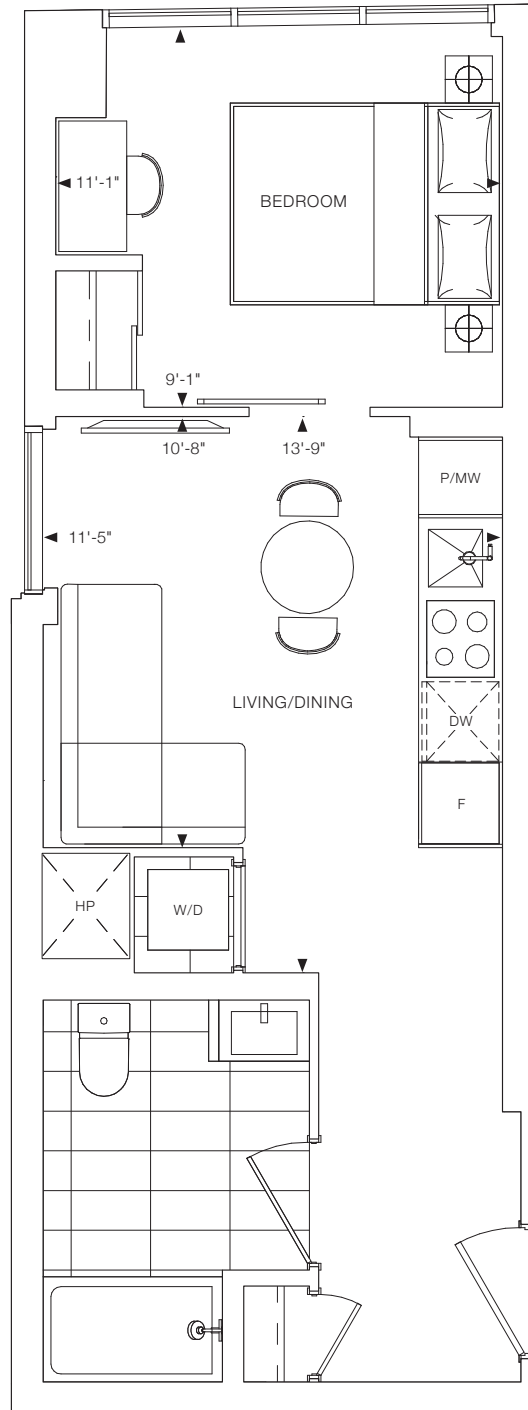 11'-1"
BEDROOM
9'-1"
10'-8"
13'-9"
P/MW
11'-5"
LIVING/DINING
DW
F
HP
W/D